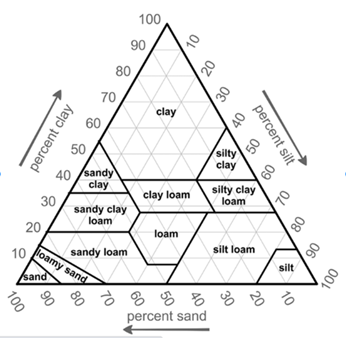 100
90
10
80
20
70
30
percent clay
percent silt
clay
60
40
50
50
silty
clay
sandy
clay
40
60
clay loam
silty clay
loam
30
70
sandy clay
loam
20
80
loam
sandy loam
silt loam
10
90
loamy sand
sand
silt
100
100
90
80
70
60
50
40
30
20
10
percent sand